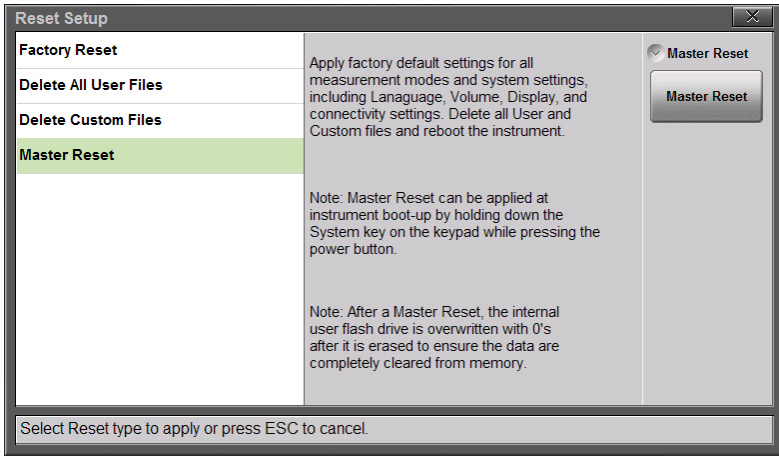 Reset Setup
Factory Reset
Delete All User Files
Delete Custom Files
Master Reset
Apply factory default settings for all
measurement modes and system settings,
including Lanaguage, Volume, Display, and
connectivity settings. Delete all User and
Custom files and reboot the instrument.
Note: Master Reset can be applied at
instrument boot-up by holding down the
System key on the keypad while pressing the
power button.
Note: After a Master Reset, the internal
user flash drive is overwritten with 0's
after it is erased to ensure the data are
completely cleared from memory.
Master Reset
Master Reset
Select Reset type to apply or press ESC to cancel.